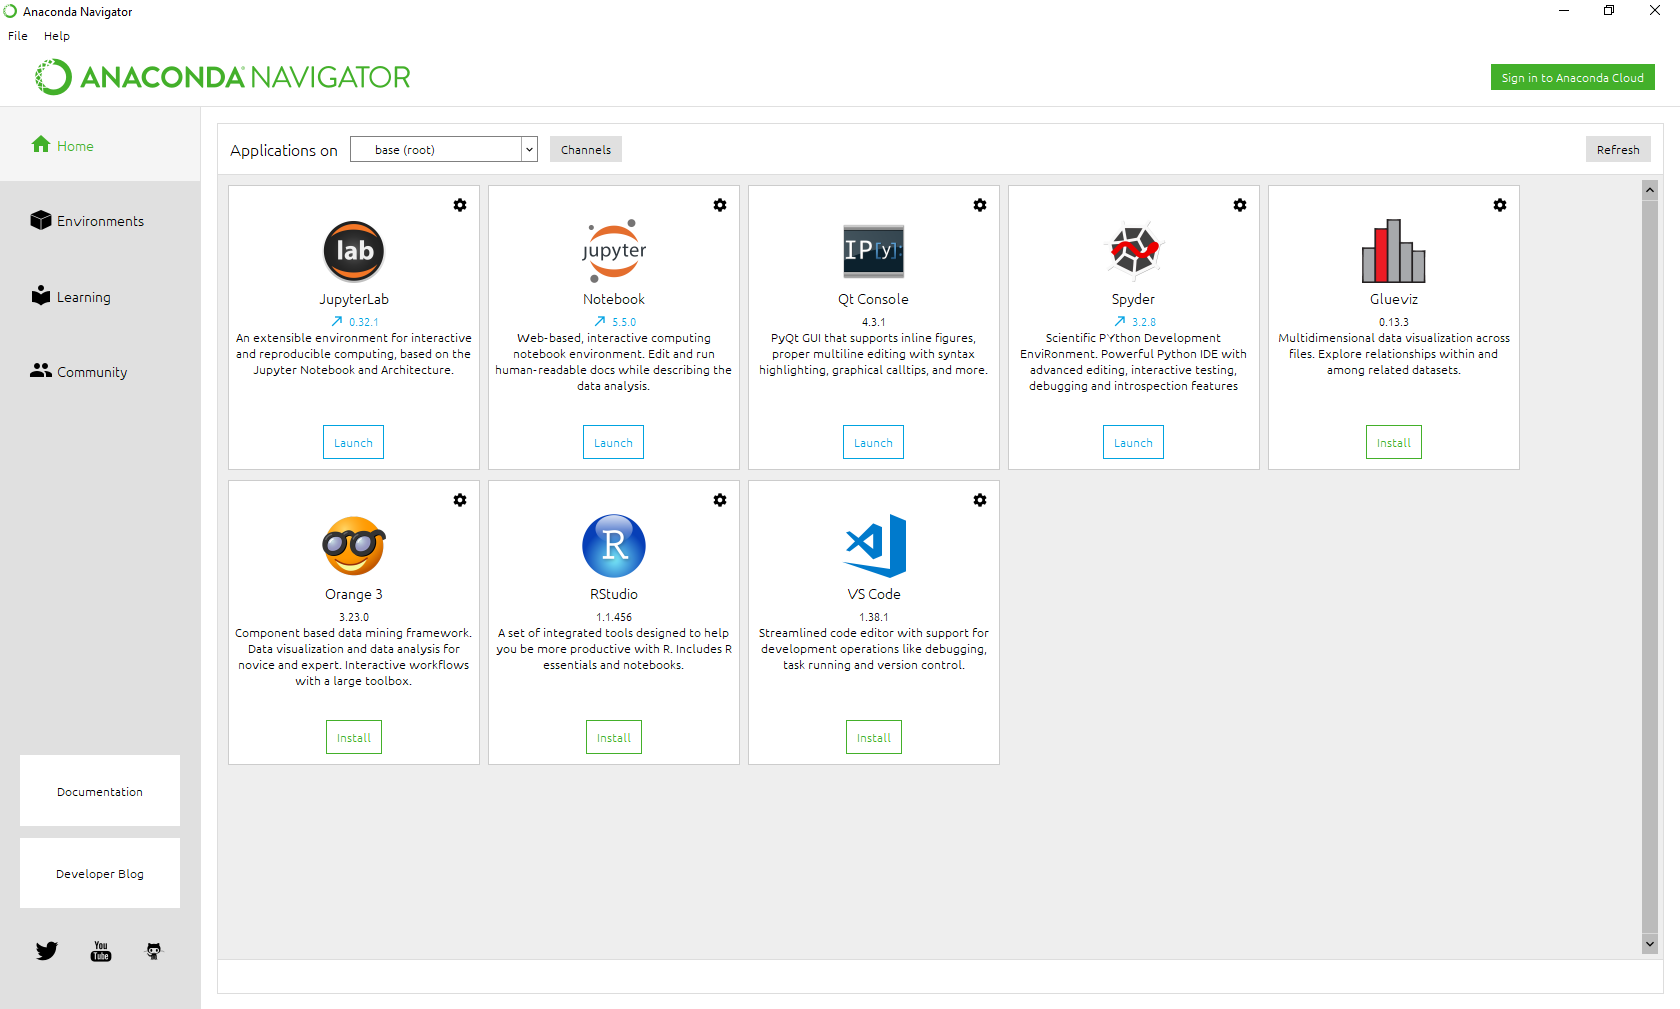 Anaconda Navigator
File Help
ANACONDA NAVIGATOR
Sign in to Anaconda Cloud
Home
Environments
Learning
Community
Documentation
Developer Blog
You
Tube
Applications on
base (root)
Channels
Refresh
lab
JupyterLab
0.32.1
An extensible environment for interactive
and reproducible computing, based on the
Jupyter Notebook and Architecture.
Launch
jupyter
Notebook
5.5.0
Web-based, interactive computing
notebook environment. Edit and run
human-readable docs while describing the
data analysis.
Launch
IP[y]:
Qt Console
4.3.1
PyQt GUI that supports inline figures,
proper multiline editing with syntax
highlighting, graphical calltips, and more.
Launch
Spyder
3.2.8
Scientific PYthon Development
EnviRonment. Powerful Python IDE with
advanced editing, interactive testing,
debugging and introspection features
Launch
Glueviz
0.13.3
Multidimensional data visualization across
files. Explore relationships within and
among related datasets.
Install
Orange 3
3.23.0
Component based data mining framework.
Data visualization and data analysis for
novice and expert. Interactive workflows
with a large toolbox.
Install
R
RStudio
1.1.456
A set of integrated tools designed to help
you be more productive with R. Includes R
essentials and notebooks.
Install
VS Code
1.38.1
Streamlined code editor with support for
development operations like debugging,
task running and version control.
Install